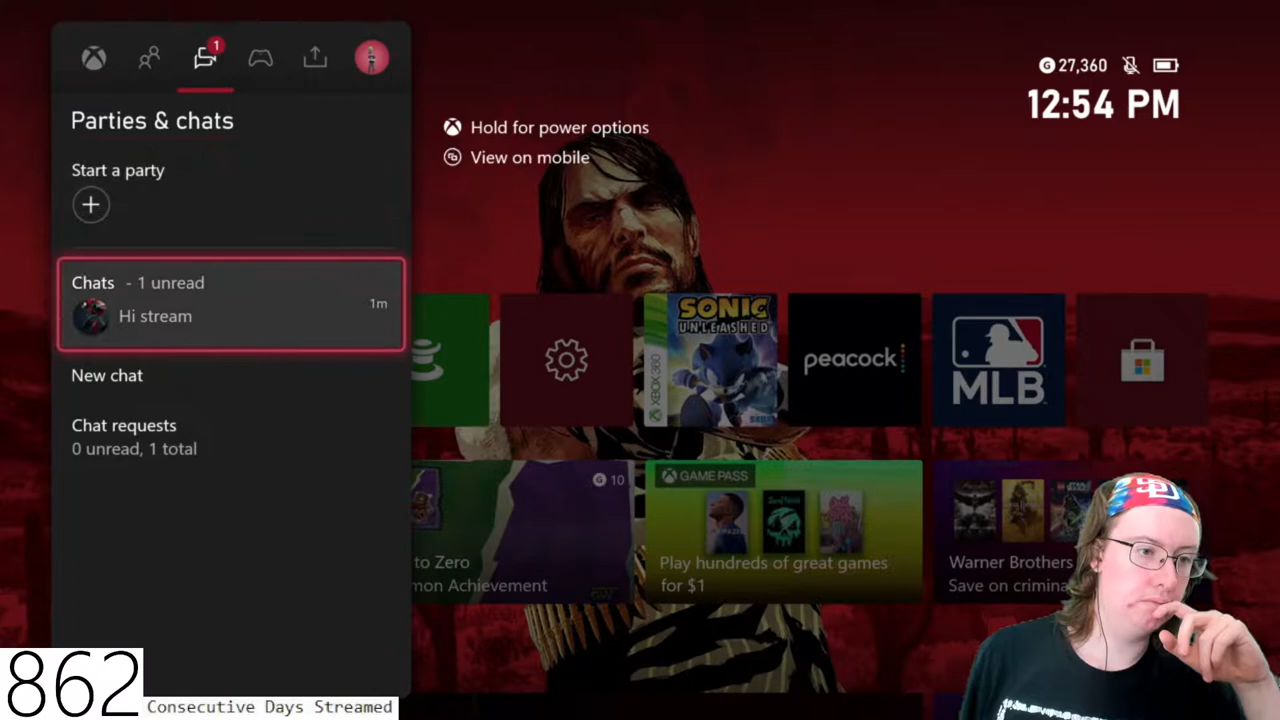 1
Parties & chats
Start a party
Chats - 1 unread
Hi stream
1m
New chat
Chat requests
0 unread, 1 total
Hold for power options
View on mobile
G 27,360
12:54 PM
SONIC
UNLEASHED
XBOX 360
SEGA
peacock
MLB
G 10
to Zero
mon Achievement
GAME PASS
Play hundreds of great games
for $1
Warner Brothers
Save on crimina
SD
862
Consecutive Days Streamed